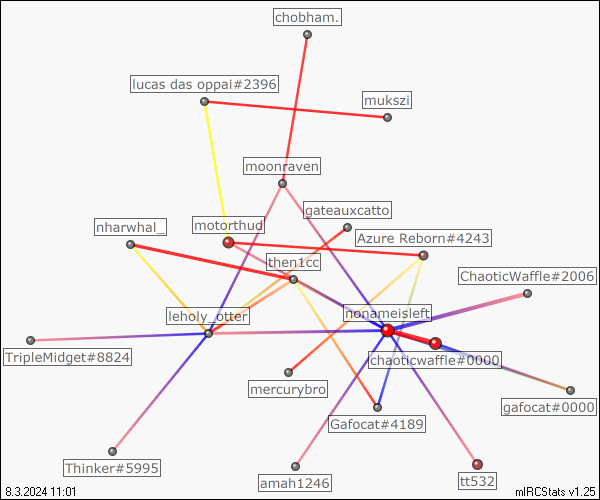 chobham.
lucas das oppai#2396
mukszi
moonraven
gateauxcatto
nharwhal_
motorthud
Azure Reborn#4243
then1cc
ChaoticWaffle#2006
leholy_otter
nonameisleft
TripleMidget#8824
chaoticwaffle#0000
mercurybro
gafocat#0000
Gafocat#4189
Thinker#5995
amah1246
tt532
8.3.2024 11:01
mIRCStats v1.25